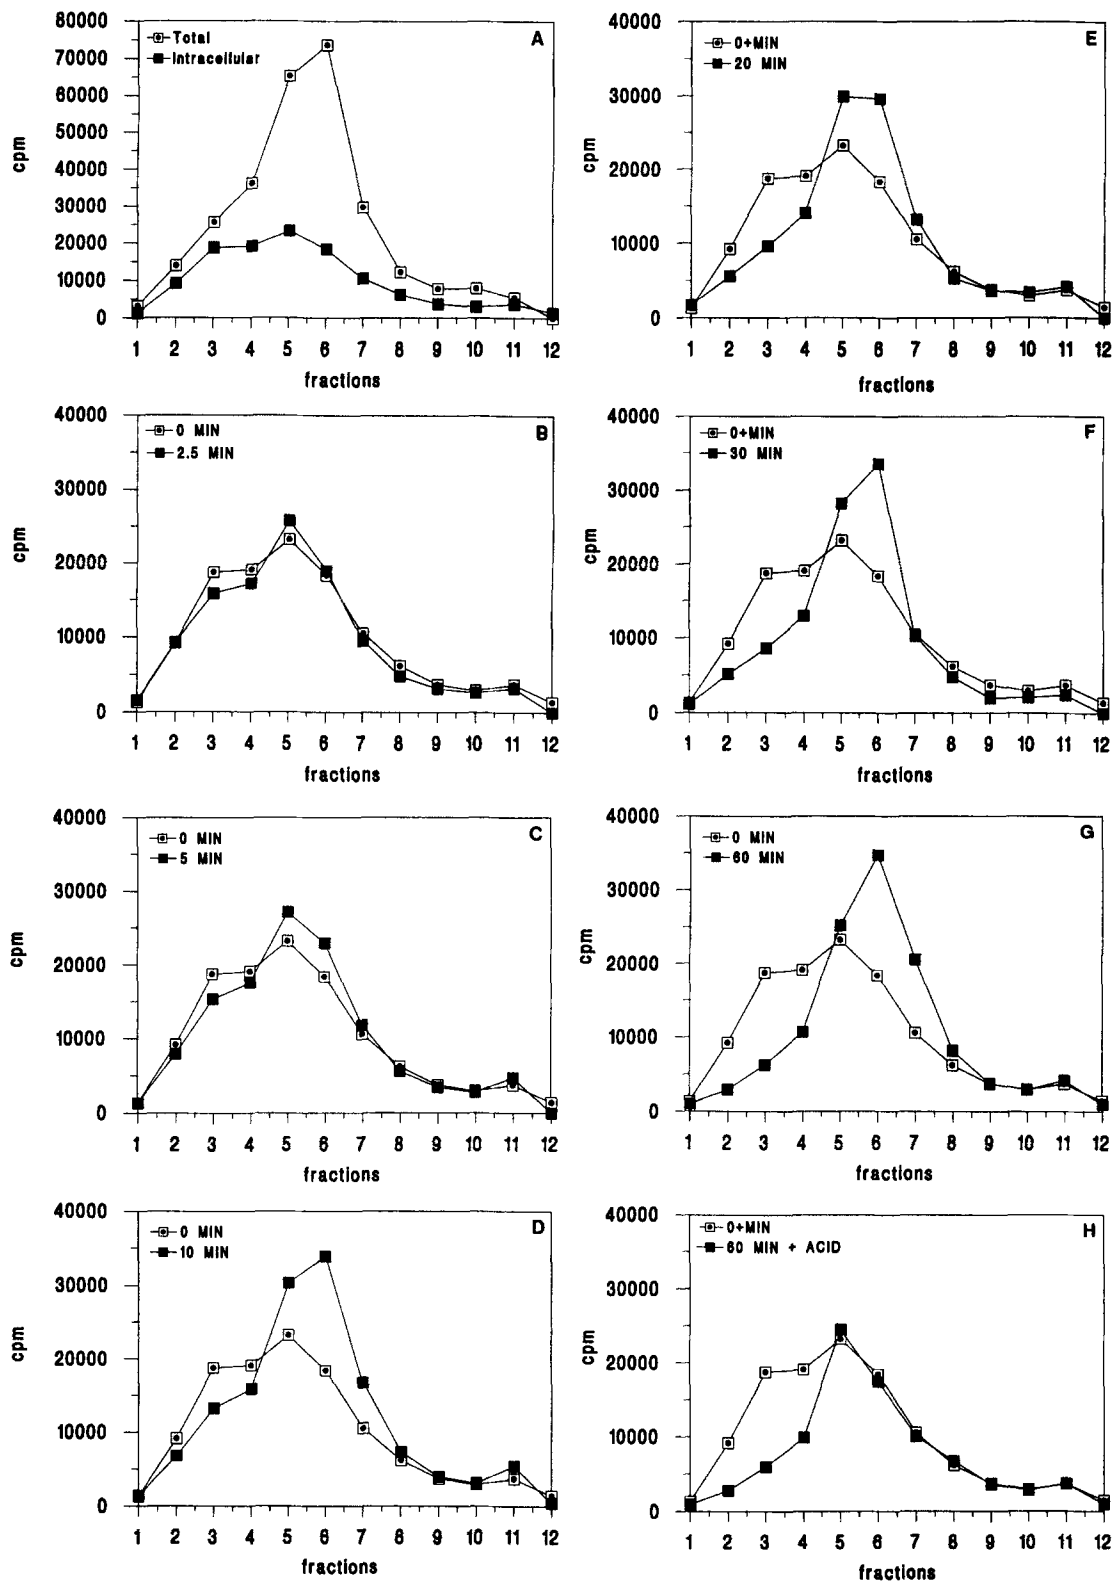 A
Total
Intracellular
80000
70000
60000
50000
40000
30000
20000
10000
0
cpm
1 2 3 4 5 6 7 8 9 10 11 12
fractions
B
0 MIN
2.5 MIN
40000
30000
20000
10000
0
cpm
1 2 3 4 5 6 7 8 9 10 11 12
fractions
C
0 MIN
5 MIN
40000
30000
20000
10000
0
cpm
1 2 3 4 5 6 7 8 9 10 11 12
fractions
D
0 MIN
10 MIN
40000
30000
20000
10000
0
cpm
1 2 3 4 5 6 7 8 9 10 11 12
fractions
E
0+MIN
20 MIN
40000
30000
20000
10000
0
cpm
1 2 3 4 5 6 7 8 9 10 11 12
fractions
F
0+MIN
30 MIN
40000
30000
20000
10000
0
cpm
1 2 3 4 5 6 7 8 9 10 11 12
fractions
G
0 MIN
60 MIN
40000
30000
20000
10000
0
cpm
1 2 3 4 5 6 7 8 9 10 11 12
fractions
H
0+MIN
60 MIN + ACID
40000
30000
20000
10000
0
cpm
1 2 3 4 5 6 7 8 9 10 11 12
fractions